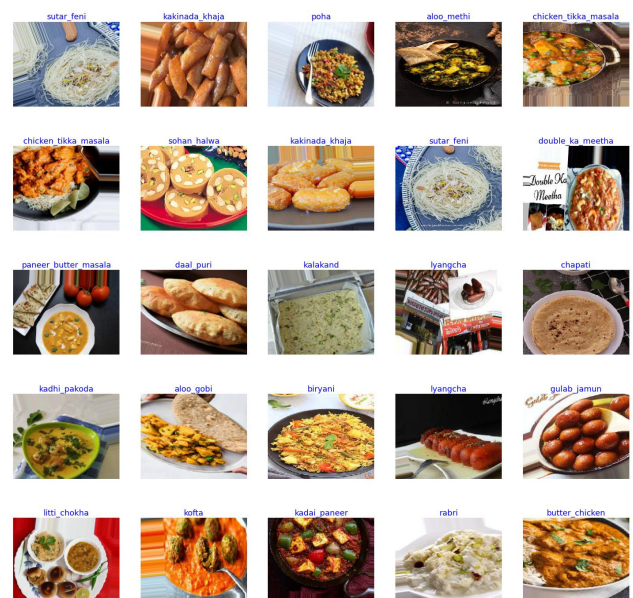 sutar_feni
kakinada_khaja
poha
aloo_methi
chicken_tikka_masala
chicken_tikka_masala
sohan_halwa
kakinada_khaja
sutar_feni
double_ka_meetha
Double Ka
Meetha
paneer_butter_masala
daal_puri
kalakand
lyangcha
chapati
kadhi_pakoda
aloo_gobi
biryani
lyangcha
gulab_jamun
litti_chokha
kofta
kadai_paneer
rabri
butter_chicken